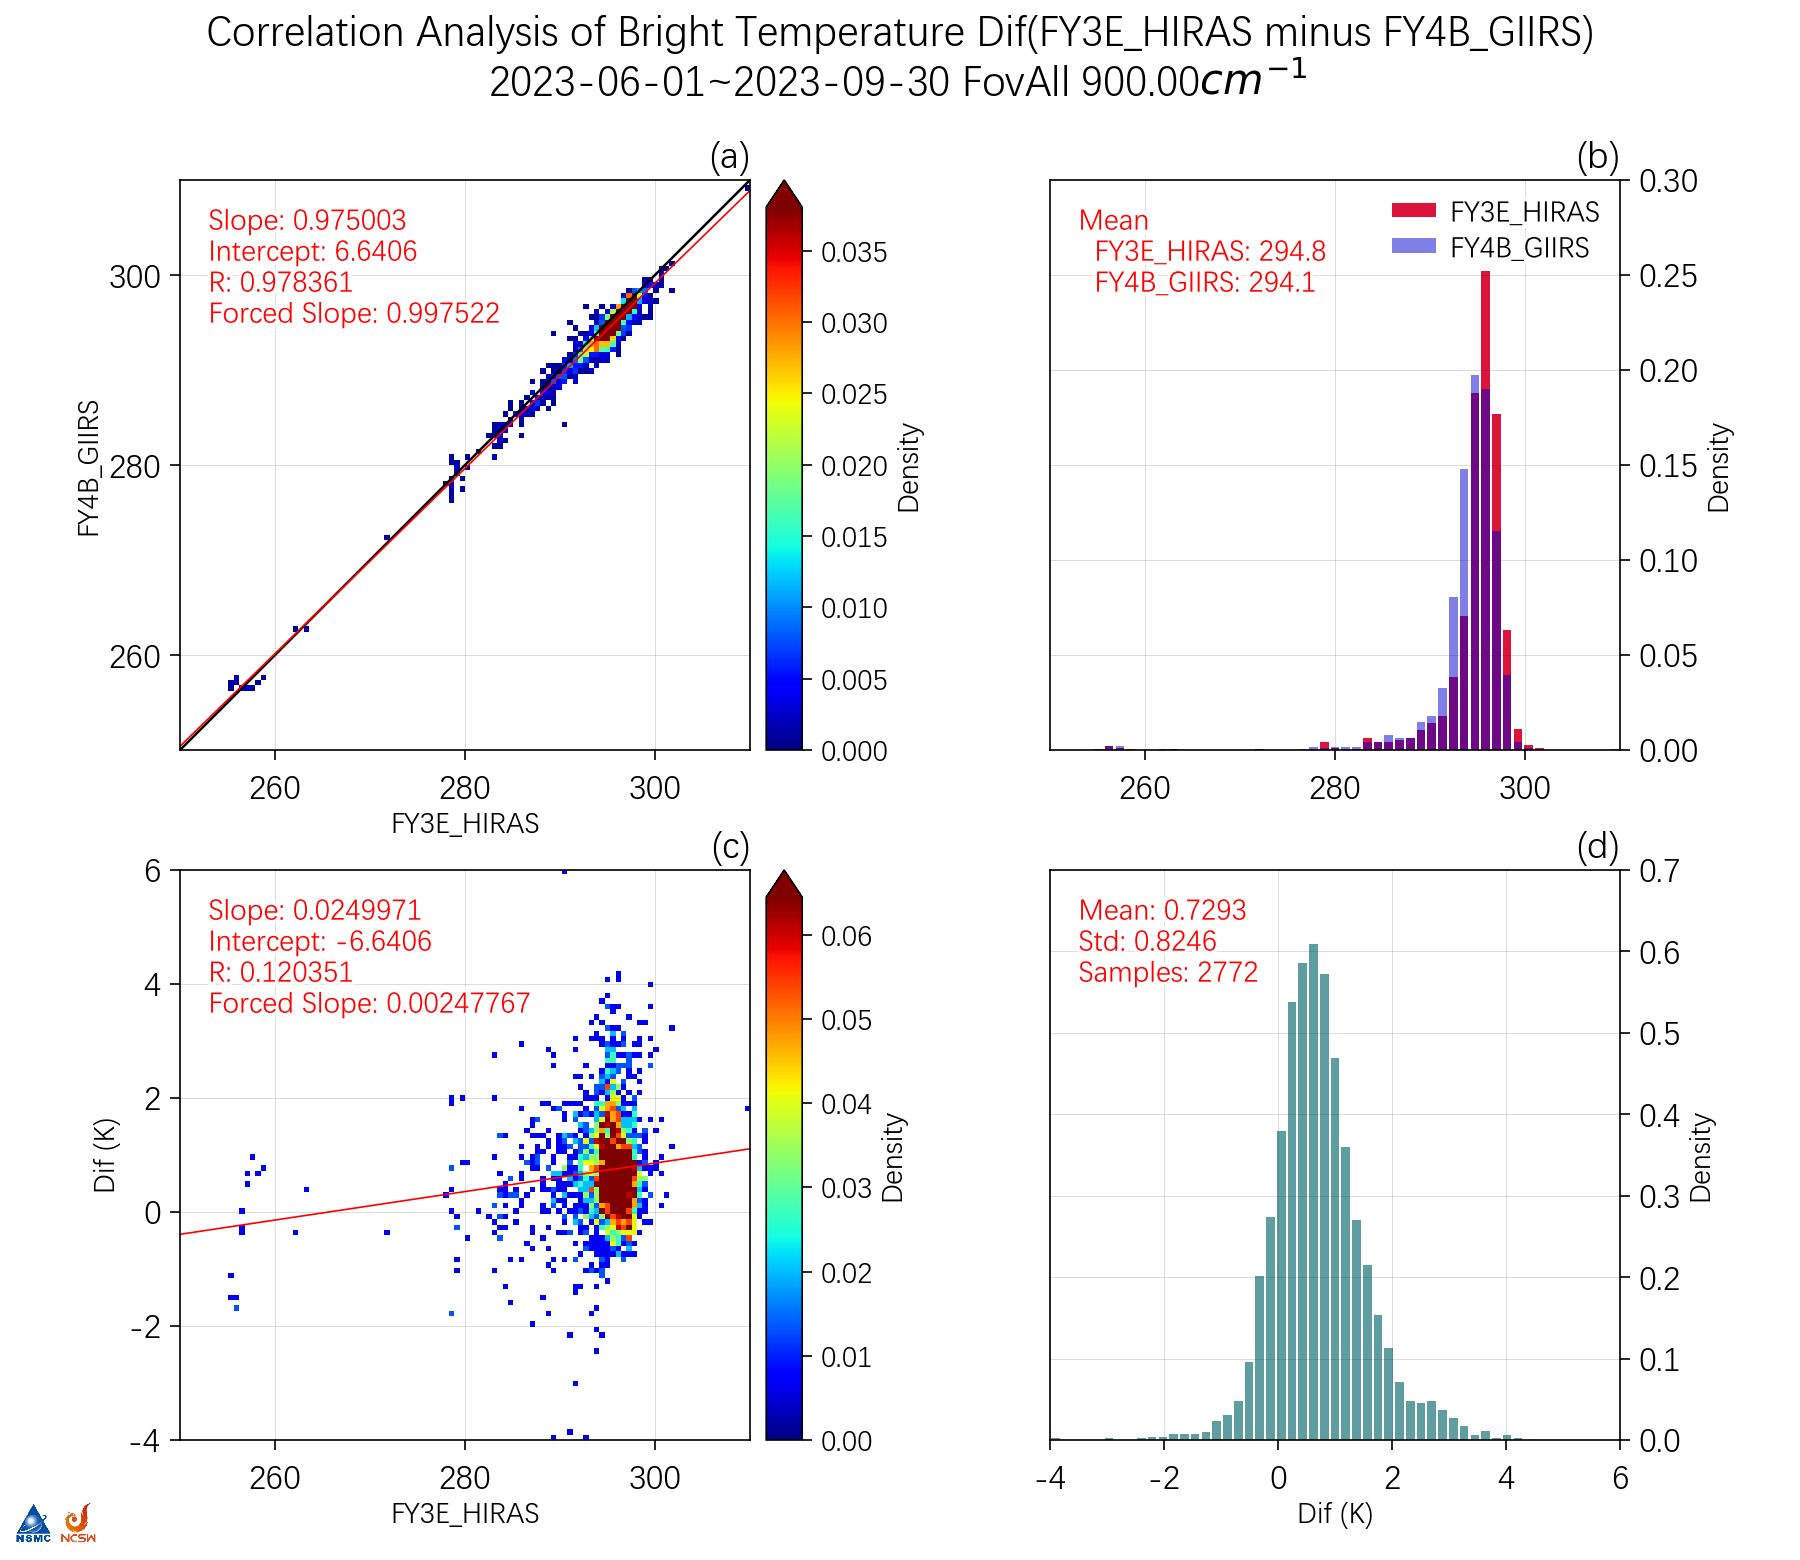 Correlation Analysis of Bright Temperature Dif(FY3E_HIRAS minus FY4B_GIIRS)
2023-06-01~2023-09-30 FovAll 900.00cm⁻¹
(a)
Slope: 0.975003
Intercept: 6.6406
R: 0.978361
Forced Slope: 0.997522
300
280
260
FY4B_GIIRS
260 280 300
FY3E_HIRAS
0.035
0.030
0.025
0.020
0.015
0.010
0.005
0.000
Density
(b)
Mean
FY3E_HIRAS: 294.8
FY4B_GIIRS: 294.1
FY3E_HIRAS
FY4B_GIIRS
0.30
0.25
0.20
0.15
0.10
0.05
0.00
Density
260 280 300
(c)
Slope: 0.0249971
Intercept: -6.6406
R: 0.120351
Forced Slope: 0.00247767
6
4
2
0
-2
-4
Dif (K)
260 280 300
FY3E_HIRAS
0.06
0.05
0.04
0.03
0.02
0.01
0.00
Density
(d)
Mean: 0.7293
Std: 0.8246
Samples: 2772
0.7
0.6
0.5
0.4
0.3
0.2
0.1
0.0
Density
-4 -2 0 2 4 6
Dif (K)
NSMC NCSW